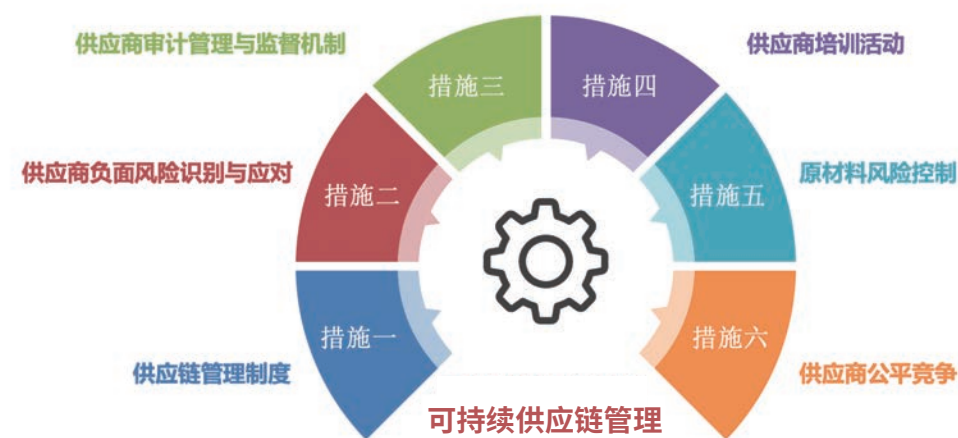 供应商审计管理与监督机制
供应商培训活动
措施三
措施四
供应商负面风险识别与应对
措施二
措施五
原材料风险控制
措施一
措施六
供应链管理制度
供应商公平竞争
可持续供应链管理